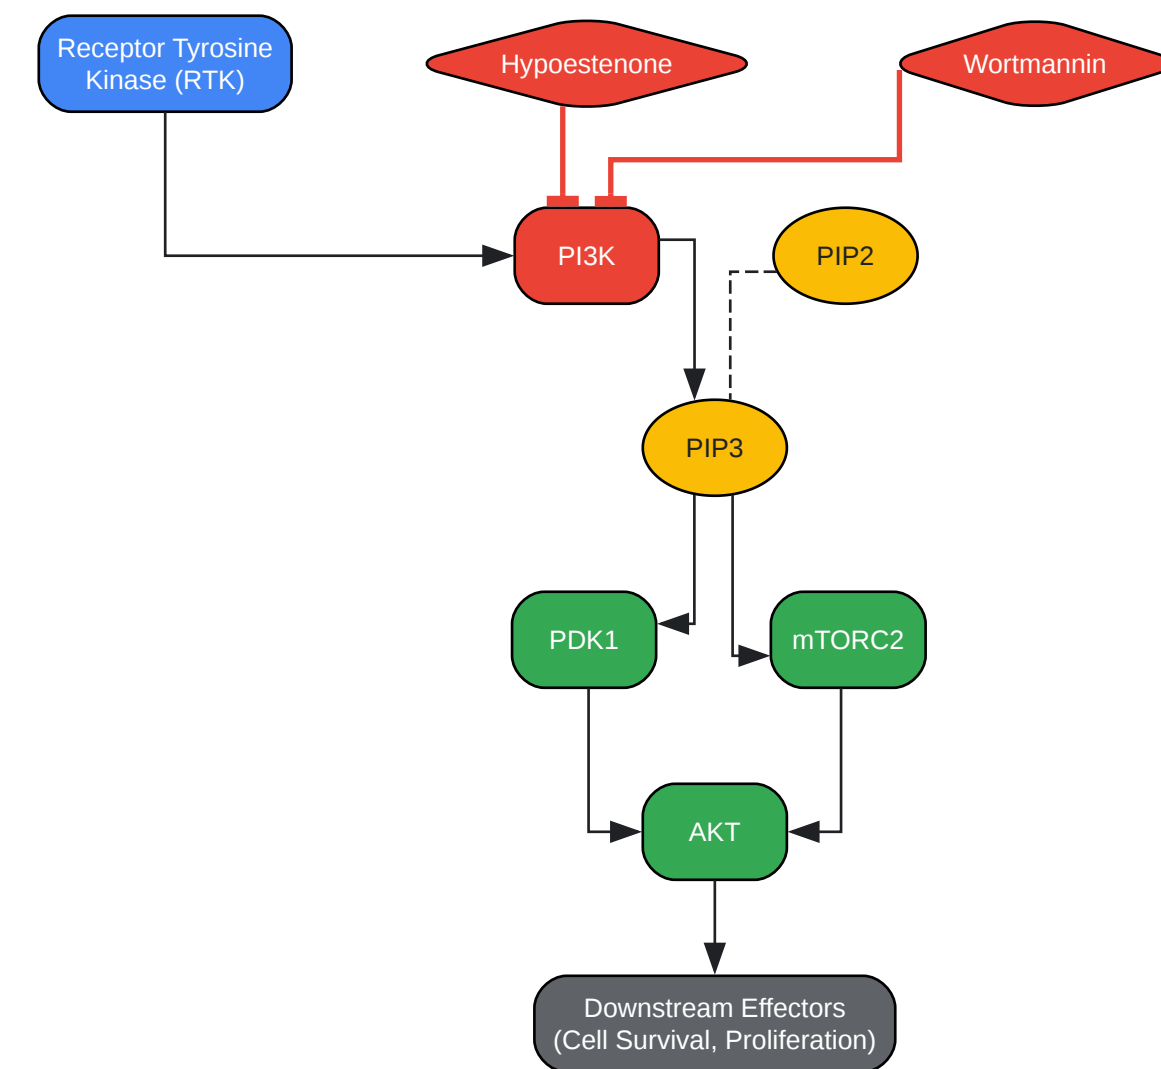 Receptor Tyrosine
Kinase (RTK)
Hypoestenone
Wortmannin
PI3K
PIP2
PIP3
PDK1
mTORC2
AKT
Downstream Effectors
(Cell Survival, Proliferation)